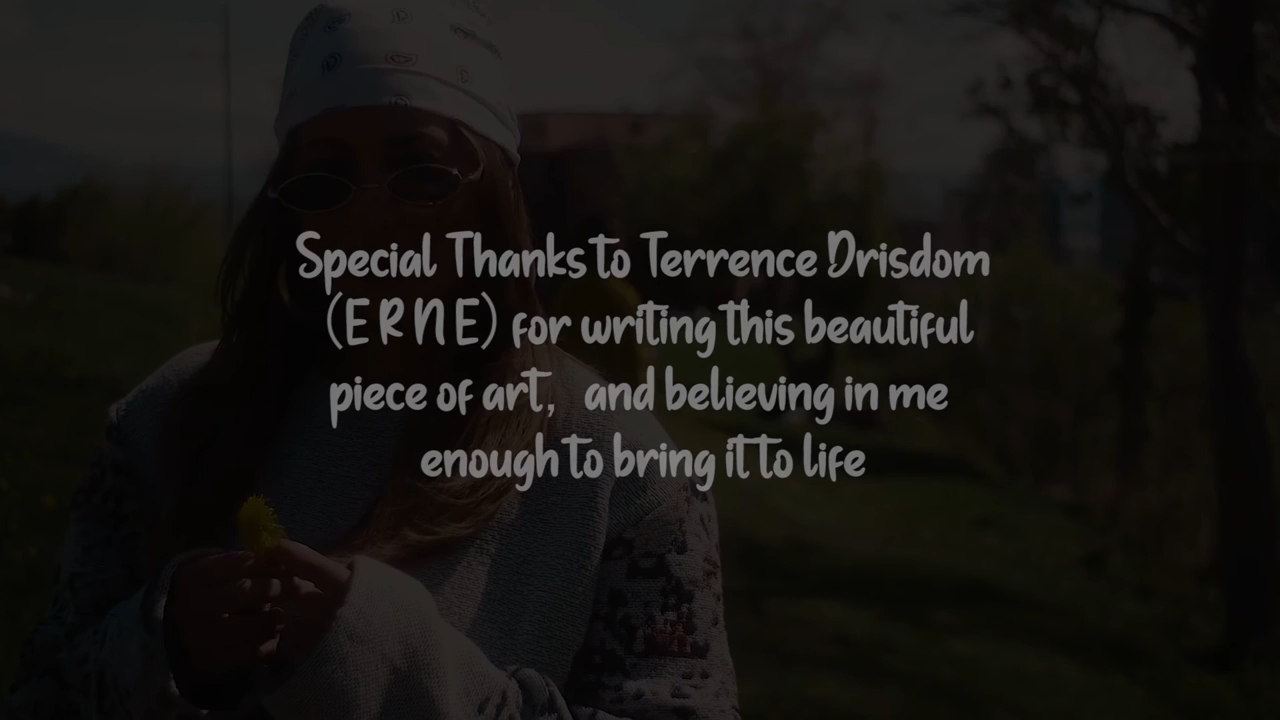 Special Thanks to Terrence Drisdom
(ERNE) for writing this beautiful
piece of art, and believing in me
enough to bring it to life